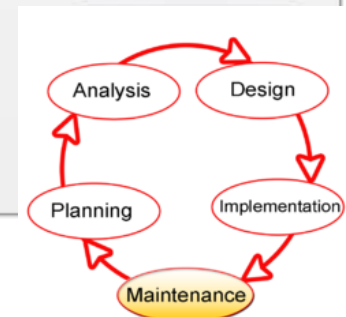 Analysis
Design
Planning
Implementation
Maintenance